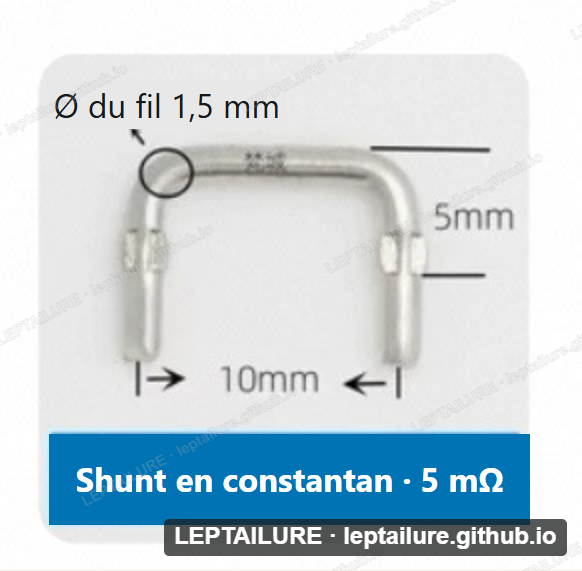 Ø du fil 1,5 mm
5mm
10mm
Shunt en constantan · 5 mΩ
LEPTAILURE · leptailure.github.io